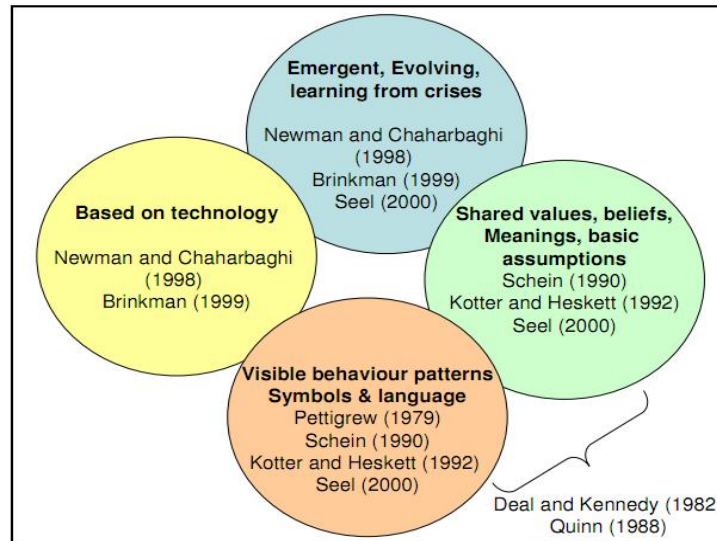 Emergent, Evolving,
learning from crises
Newman and Chaharbaghi
(1998)
Brinkman (1999)
Seel (2000)
Based on technology
Newman and Chaharbaghi
(1998)
Brinkman (1999)
Shared values, beliefs,
Meanings, basic
assumptions
Schein (1990)
Kotter and Heskett (1992)
Seel (2000)
Visible behaviour patterns
Symbols & language
Pettigrew (1979)
Schein (1990)
Kotter and Heskett (1992)
Seel (2000)
Deal and Kennedy (1982
Quinn (1988)